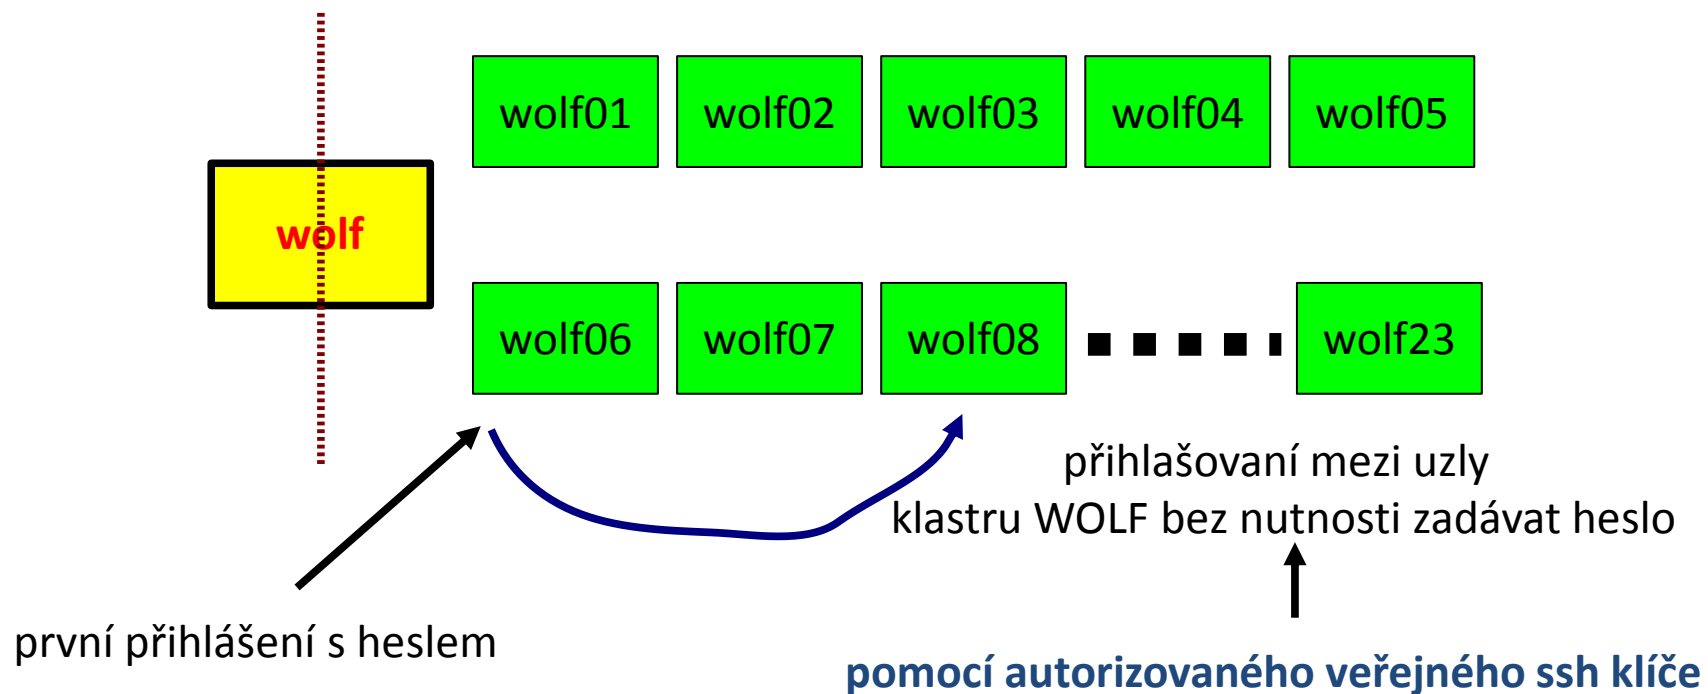 wolf01 wolf02 wolf03 wolf04 wolf05
wolf
wolf06 wolf07 wolf08 wolf23
přihlašovaní mezi uzly
klastru WOLF bez nutnosti zadávat heslo
první přihlášení s heslem
pomocí autorizovaného veřejného ssh klíče